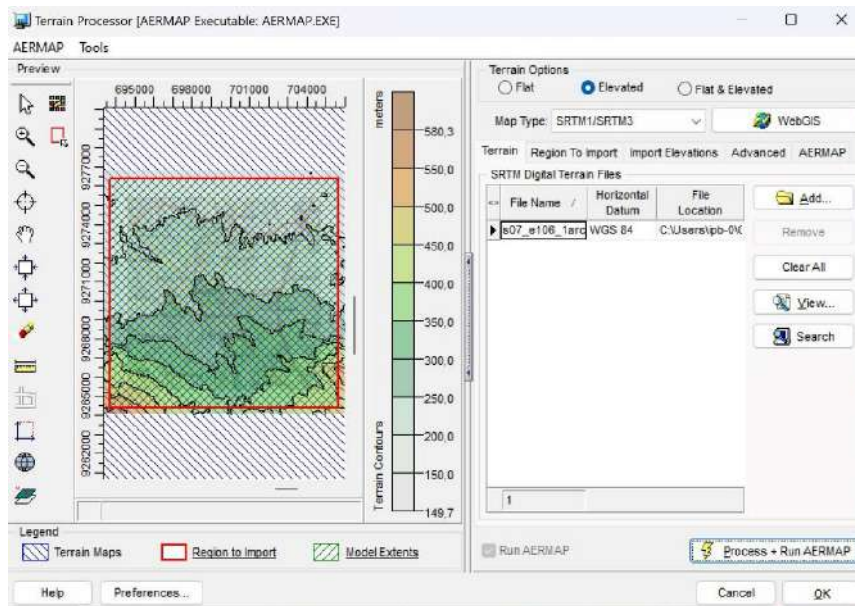 Terrain Processor [AERMAP Executable: AERMAP.EXE]
AERMAP Tools
Preview
695000 698000 701000 704000
9277000
9274000
9271000
9268000
9265000
9262000
meters
580,3
550,0
500,0
450,0
400,0
350,0
300,0
250,0
200,0
150,0
149,7
Terrain Contours
Legend
Terrain Maps Region to Import Model Extents
Terrain Options
Flat Elevated Flat & Elevated
Map Type: SRTM1/SRTM3 WebGIS
Terrain Region To Import Import Elevations Advanced AERMAP
SRTM Digital Terrain Files
File Name / Horizontal Datum File Location
s07_e106_1arc WGS 84 C:\Users\ipb-0\
1
Add...
Remove
Clear All
View...
Search
Run AERMAP Process + Run AERMAP
Help Preferences... Cancel OK